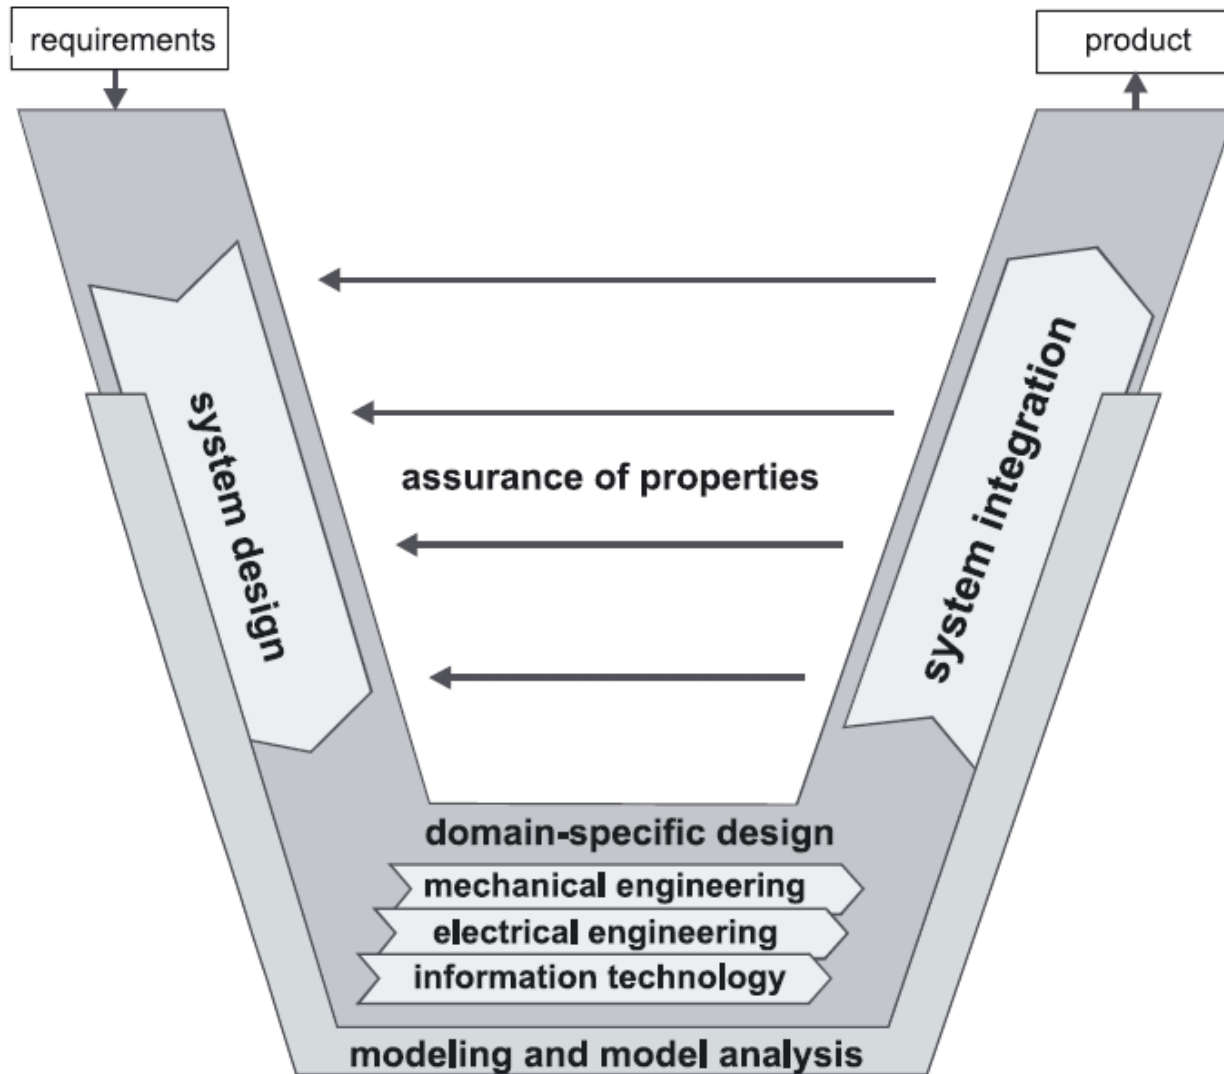 requirements
product
system design
assurance of properties
system integration
domain-specific design
mechanical engineering
electrical engineering
information technology
modeling and model analysis